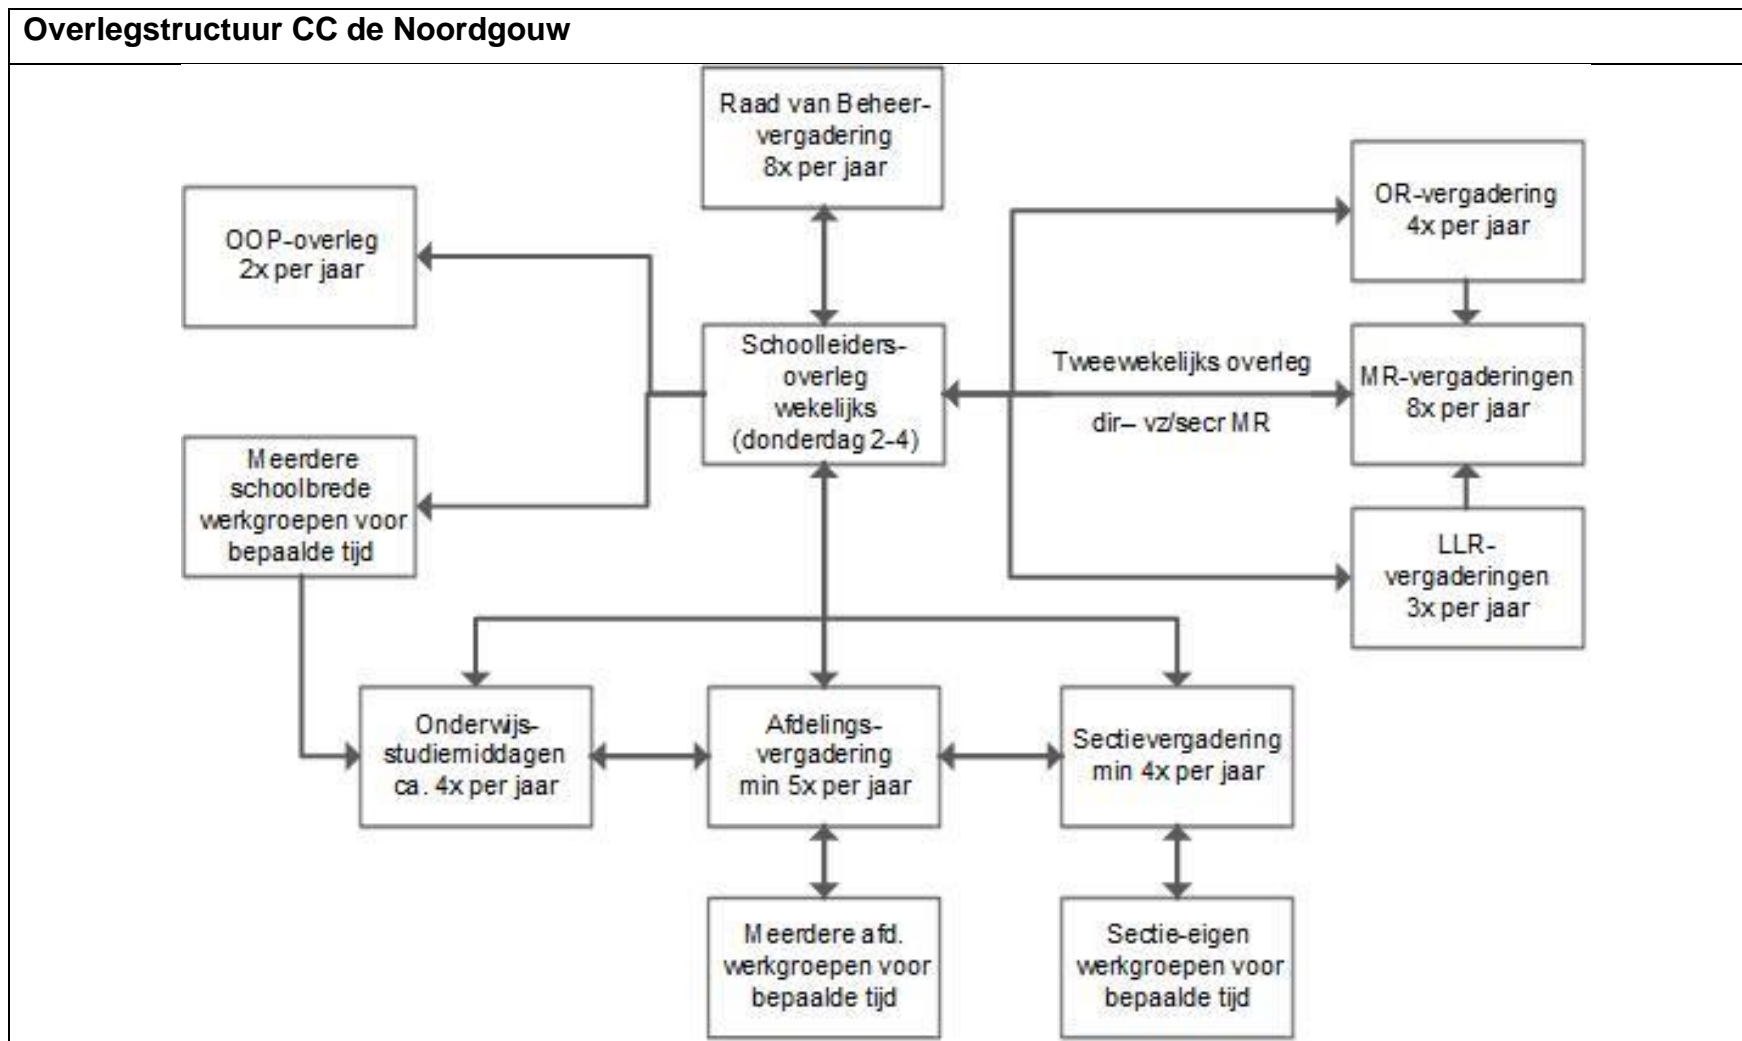 Overlegstructuur CC de Noordgouw
Raad van Beheer-
vergadering
8x per jaar
OOP-overleg
2x per jaar
OR-vergadering
4x per jaar
Schoolleiders-
overleg
wekelijks
(donderdag 2-4)
Tweewekelijks overleg
dir– vz/secr MR
MR-vergaderingen
8x per jaar
Meerdere
schoolbrede
werkgroepen voor
bepaalde tijd
LLR-
vergaderingen
3x per jaar
Onderwijs-
studiemiddagen
ca. 4x per jaar
Afdelings-
vergadering
min 5x per jaar
Sectievergadering
min 4x per jaar
Meerdere afd.
werkgroepen voor
bepaalde tijd
Sectie-eigen
werkgroepen voor
bepaalde tijd